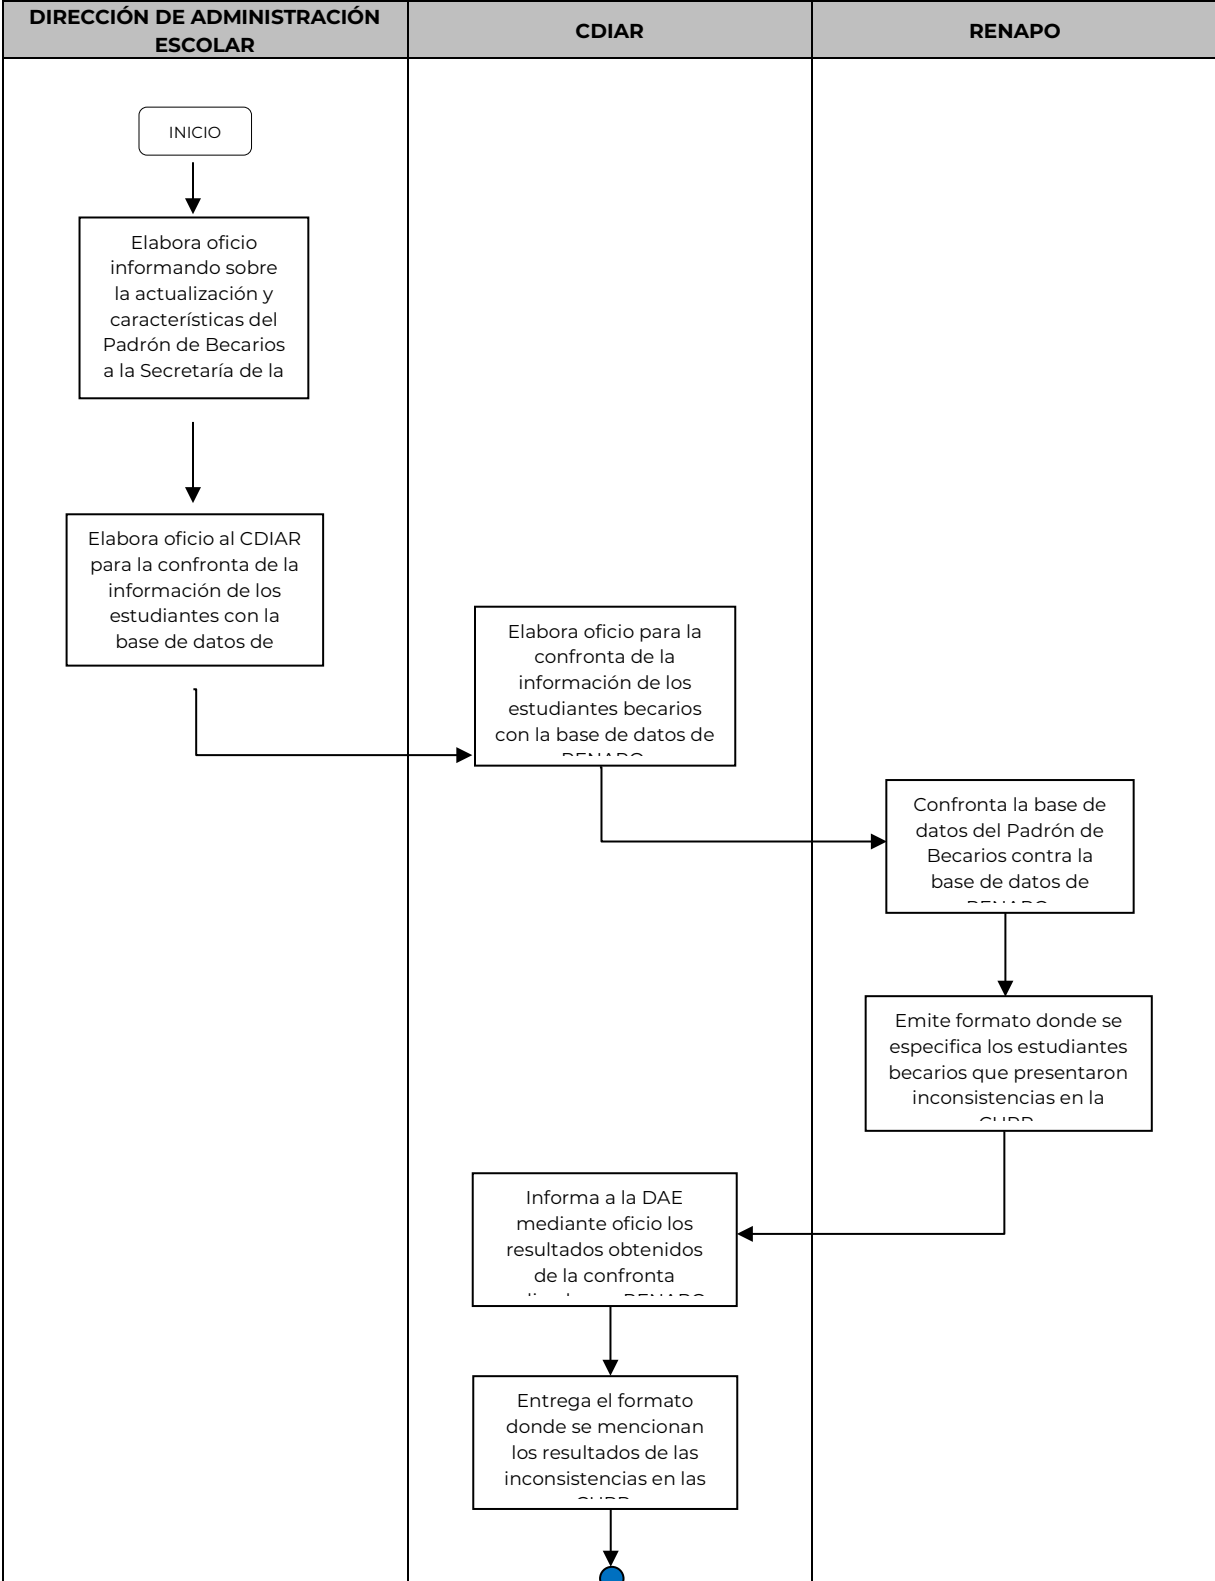 DIRECCIÓN DE ADMINISTRACIÓN
ESCOLAR
CDIAR
RENAPO
INICIO
Elabora oficio
informando sobre
la actualización y
características del
Padrón de Becarios
a la Secretaría de la
Elabora oficio al CDIAR
para la confronta de la
información de los
estudiantes con la
base de datos de
Elabora oficio para la
confronta de la
información de los
estudiantes becarios
con la base de datos de
RENAPO
Confronta la base de
datos del Padrón de
Becarios contra la
base de datos de
RENAPO
Emite formato donde se
especifica los estudiantes
becarios que presentaron
inconsistencias en la
CURP
Informa a la DAE
mediante oficio los
resultados obtenidos
de la confronta
RENAPO
Entrega el formato
donde se mencionan
los resultados de las
inconsistencias en las
CURP